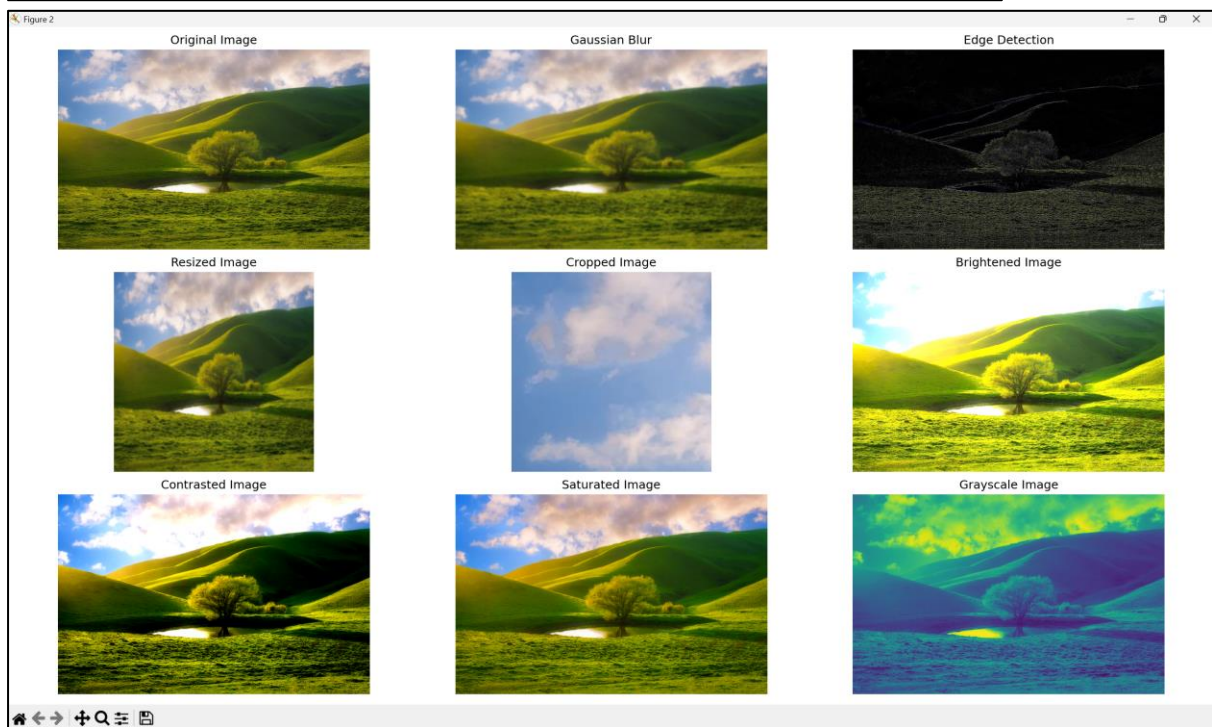 Figure 2
Original Image Gaussian Blur Edge Detection
Resized Image Cropped Image Brightened Image
Contrasted Image Saturated Image Grayscale Image